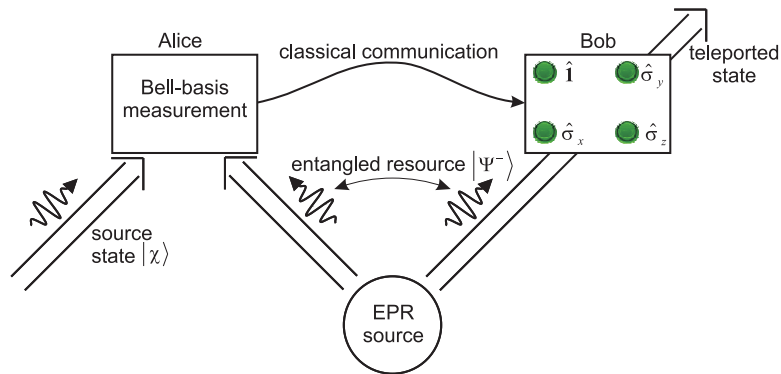 Alice
classical communication
Bob
teleported
state
Bell-basis
measurement
1̂
σ̂y
σ̂x
σ̂z
entangled resource |Ψ⁻⟩
source
state |χ⟩
EPR
source